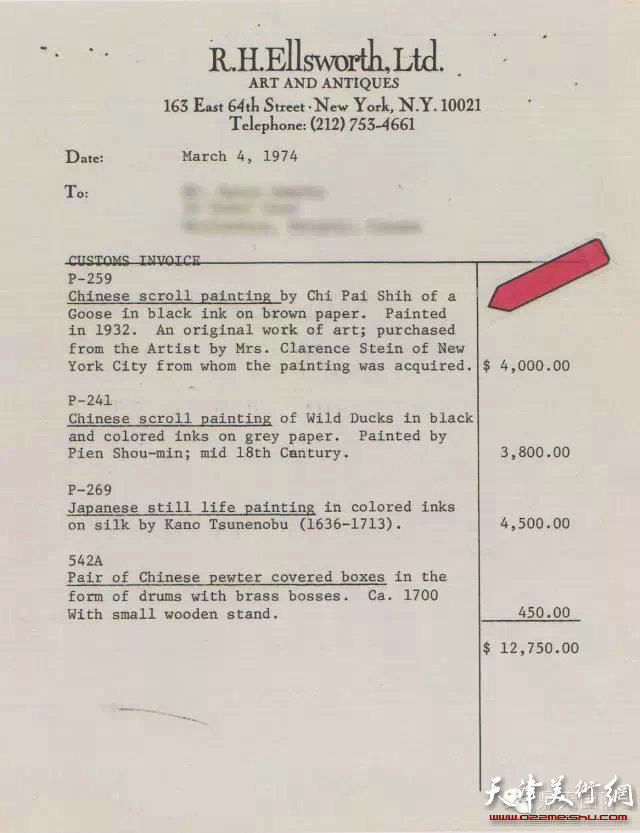 R.H.Ellsworth, Ltd.
ART AND ANTIQUES
163 East 64th Street · New York, N.Y. 10021
Telephone: (212) 753-4661
Date: March 4, 1974
To:
CUSTOMS INVOICE
P-259
Chinese scroll painting by Chi Pai Shih of a
Goose in black ink on brown paper. Painted
in 1932. An original work of art; purchased
from the Artist by Mrs. Clarence Stein of New
York City from whom the painting was acquired. $ 4,000.00
P-241
Chinese scroll painting of Wild Ducks in black
and colored inks on grey paper. Painted by
Pien Shou-min; mid 18th Century. 3,800.00
P-269
Japanese still life painting in colored inks
on silk by Kano Tsunenobu (1636-1713). 4,500.00
542A
Pair of Chinese pewter covered boxes in the
form of drums with brass bosses. Ca. 1700
With small wooden stand. 450.00
$ 12,750.00
天津美術網
www.022meishu.com